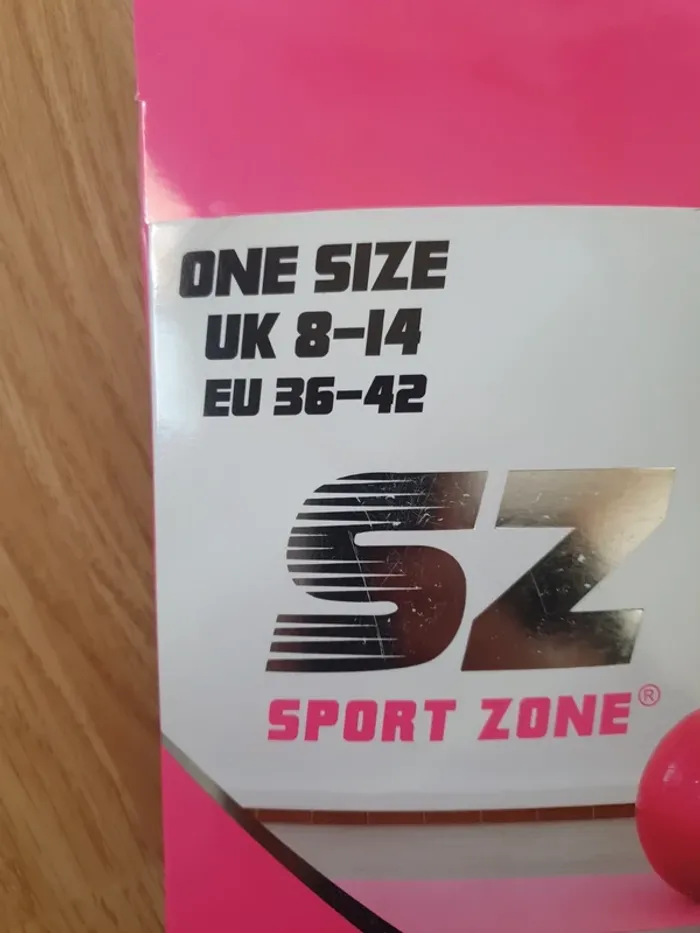 ONE SIZE
UK 8-14
EU 36-42
SZ
SPORT ZONE®